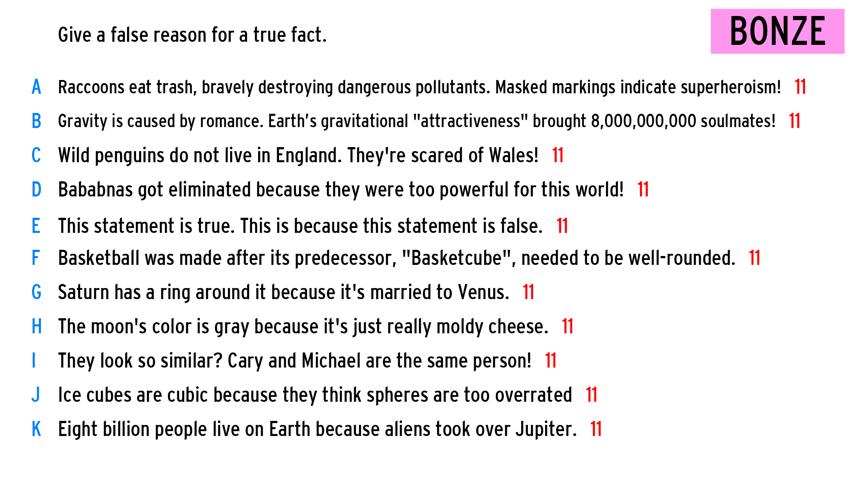 Give a false reason for a true fact.
BONZE
A Raccoons eat trash, bravely destroying dangerous pollutants. Masked markings indicate superheroism! 11
B Gravity is caused by romance. Earth's gravitational "attractiveness" brought 8,000,000,000 soulmates! 11
C Wild penguins do not live in England. They're scared of Wales! 11
D Bababnas got eliminated because they were too powerful for this world! 11
E This statement is true. This is because this statement is false. 11
F Basketball was made after its predecessor, "Basketcube", needed to be well-rounded. 11
G Saturn has a ring around it because it's married to Venus. 11
H The moon's color is gray because it's just really moldy cheese. 11
I They look so similar? Cary and Michael are the same person! 11
J Ice cubes are cubic because they think spheres are too overrated 11
K Eight billion people live on Earth because aliens took over Jupiter. 11